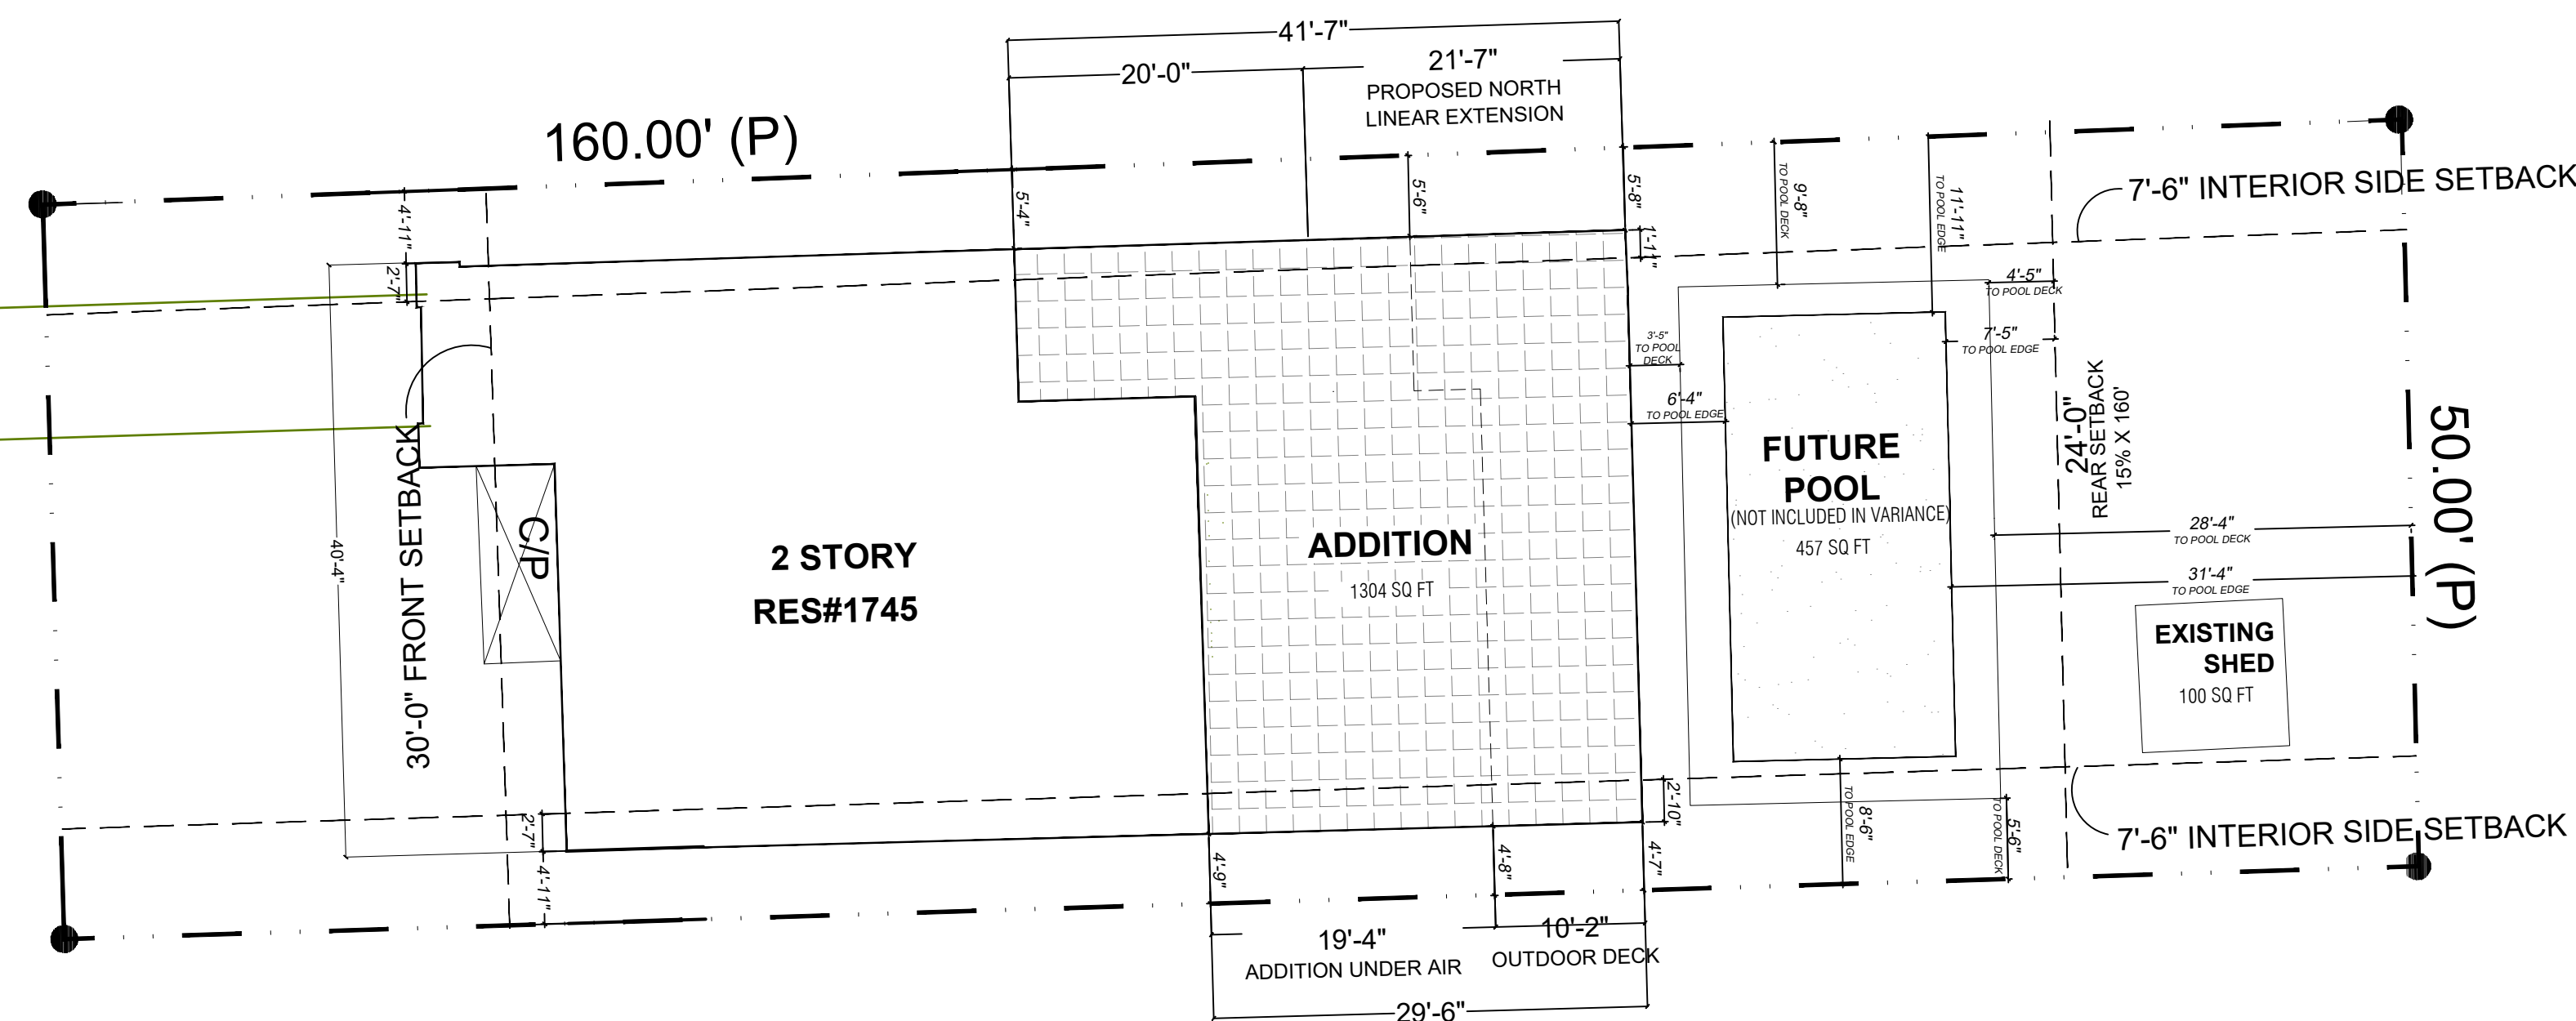 41'-7"
20'-0"
21'-7"
PROPOSED NORTH
LINEAR EXTENSION
160.00' (P)
7'-6" INTERIOR SIDE SETBACK
4'-11"
2'-7"
5'-4"
5'-6"
5'-8"
1'-11"
9'-8"
TO POOL DECK
11'-11"
TO POOL EDGE
4'-5"
TO POOL DECK
7'-5"
TO POOL EDGE
3'-5"
TO POOL
DECK
6'-4"
TO POOL EDGE
24'-0"
REAR SETBACK
15% X 160'
50.00' (P)
40'-4"
30'-0" FRONT SETBACK
C/P
2 STORY
RES#1745
ADDITION
1304 SQ FT
FUTURE
POOL
(NOT INCLUDED IN VARIANCE)
457 SQ FT
28'-4"
TO POOL DECK
31'-4"
TO POOL EDGE
EXISTING
SHED
100 SQ FT
2'-7"
4'-11"
4'-9"
4'-8"
4'-7"
2'-10"
8'-6"
TO POOL EDGE
5'-6"
TO POOL DECK
7'-6" INTERIOR SIDE SETBACK
19'-4"
ADDITION UNDER AIR
10'-2"
OUTDOOR DECK
29'-6"